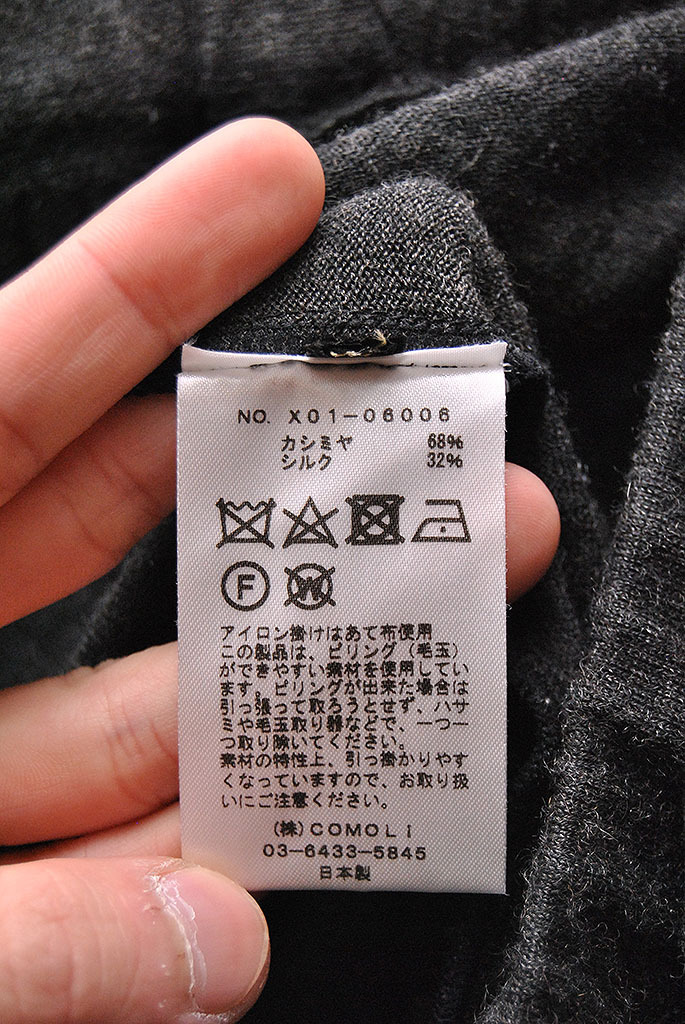 NO. X01-06006
カシミヤ 68%
シルク 32%
F
W
アイロン掛けはあて布使用
この製品は、ピリング(毛玉)
ができやすい素材を使用してい
ます。ピリングが出来た場合は
引っ張って取ろうとせず、ハサ
ミや毛玉取り器などで、一つ一
つ取り除いてください。
素材の特性上、引っ掛かりやす
くなっていますので、お取り扱
いにご注意ください。
(株)COMOLI
03-6433-5845
日本製